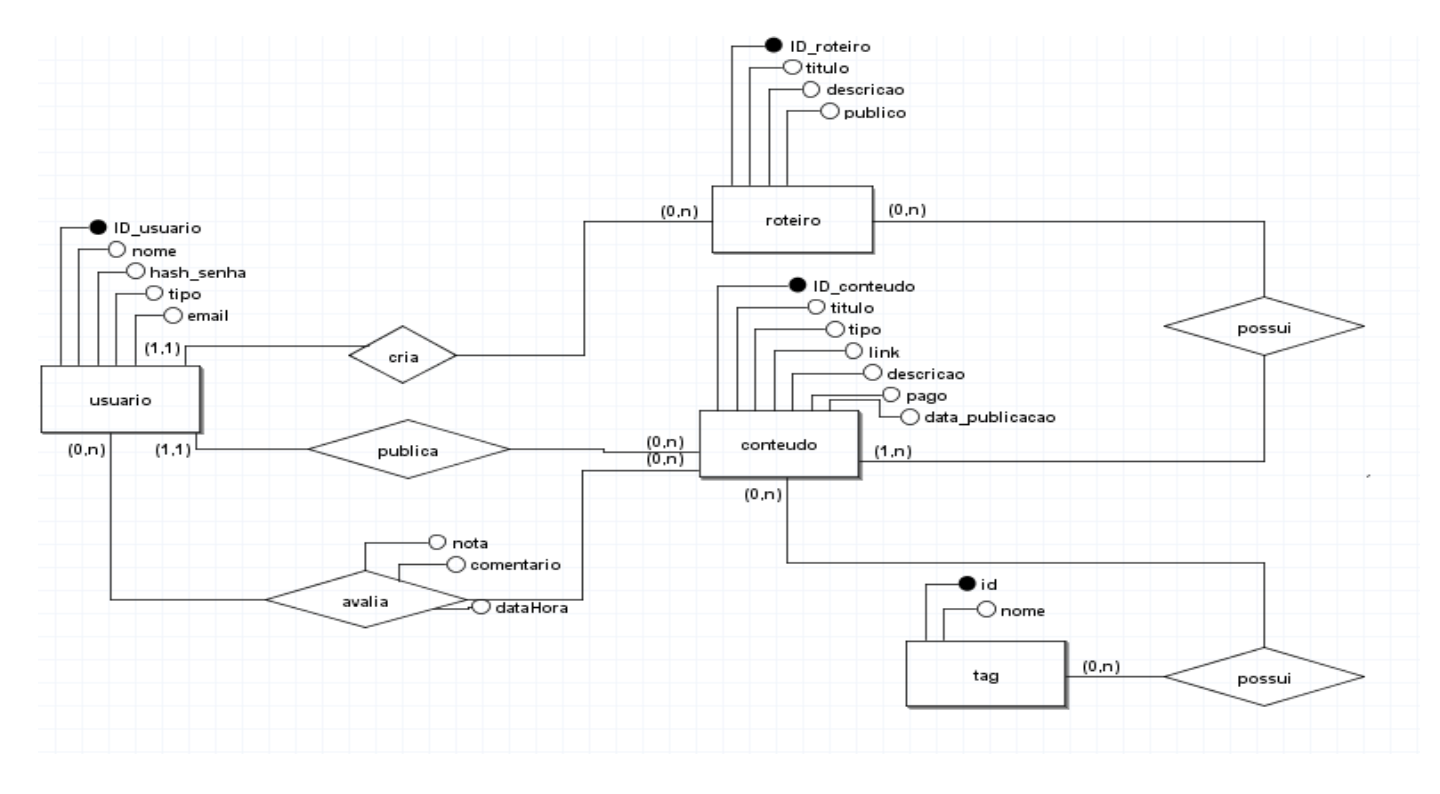 ID_roteiro
titulo
descricao
publico
(0,n)
roteiro
(0,n)
ID_usuario
nome
hash_senha
tipo
email
(1,1)
usuario
(0,n)
(1,1)
cria
publica
(0,n)
(0,n)
ID_conteudo
titulo
tipo
link
descricao
pago
data_publicacao
conteudo
(1,n)
(0,n)
possui
nota
comentario
dataHora
avalia
id
nome
tag
(0,n)
possui